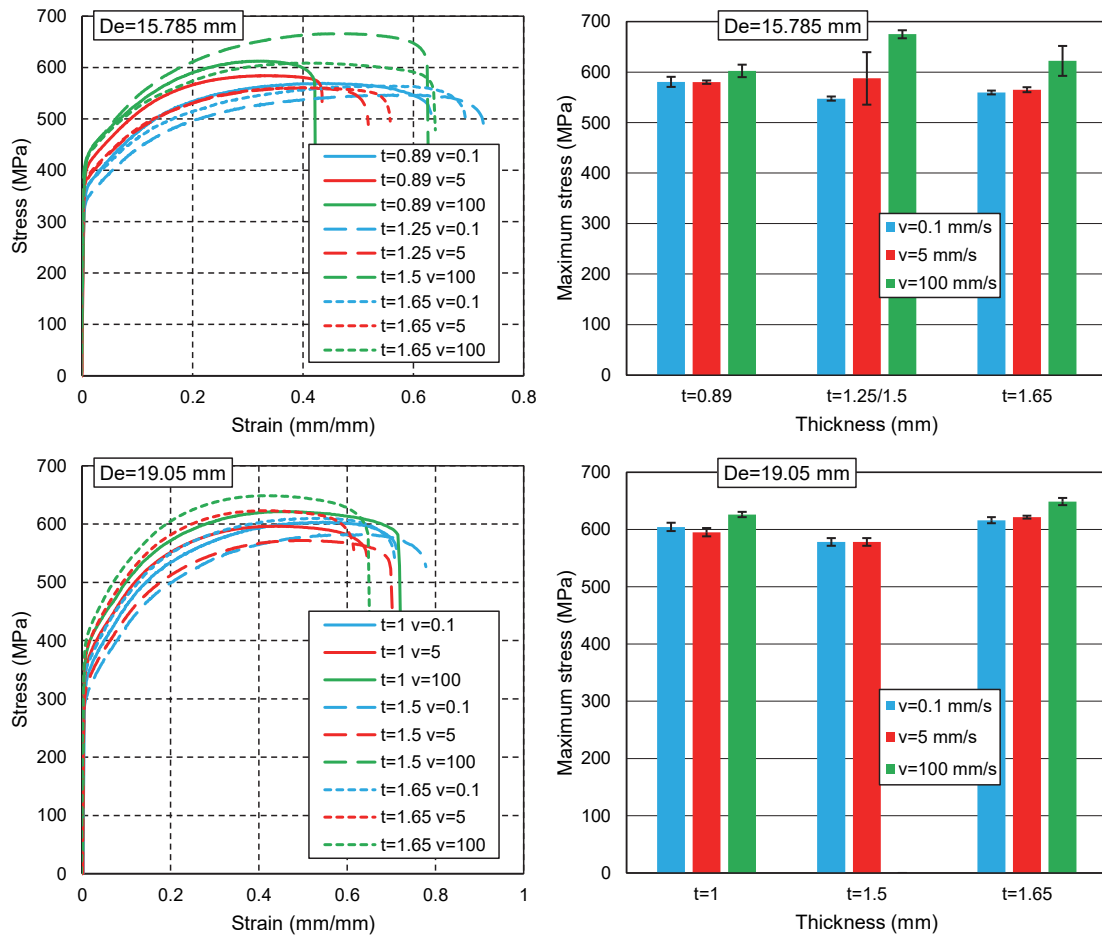 De=15.785 mm
700
600
500
400
300
200
100
0
Stress (MPa)
0
0.2
0.4
0.6
0.8
Strain (mm/mm)
t=0.89 v=0.1
t=0.89 v=5
t=0.89 v=100
t=1.25 v=0.1
t=1.25 v=5
t=1.5 v=100
t=1.65 v=0.1
t=1.65 v=5
t=1.65 v=100
De=15.785 mm
700
600
500
400
300
200
100
0
Maximum stress (MPa)
v=0.1 mm/s
v=5 mm/s
v=100 mm/s
t=0.89
t=1.25/1.5
t=1.65
Thickness (mm)
De=19.05 mm
700
600
500
400
300
200
100
0
Stress (MPa)
0
0.2
0.4
0.6
0.8
1
Strain (mm/mm)
t=1 v=0.1
t=1 v=5
t=1 v=100
t=1.5 v=0.1
t=1.5 v=5
t=1.5 v=100
t=1.65 v=0.1
t=1.65 v=5
t=1.65 v=100
De=19.05 mm
700
600
500
400
300
200
100
0
Maximum stress (MPa)
v=0.1 mm/s
v=5 mm/s
v=100 mm/s
t=1
t=1.5
t=1.65
Thickness (mm)